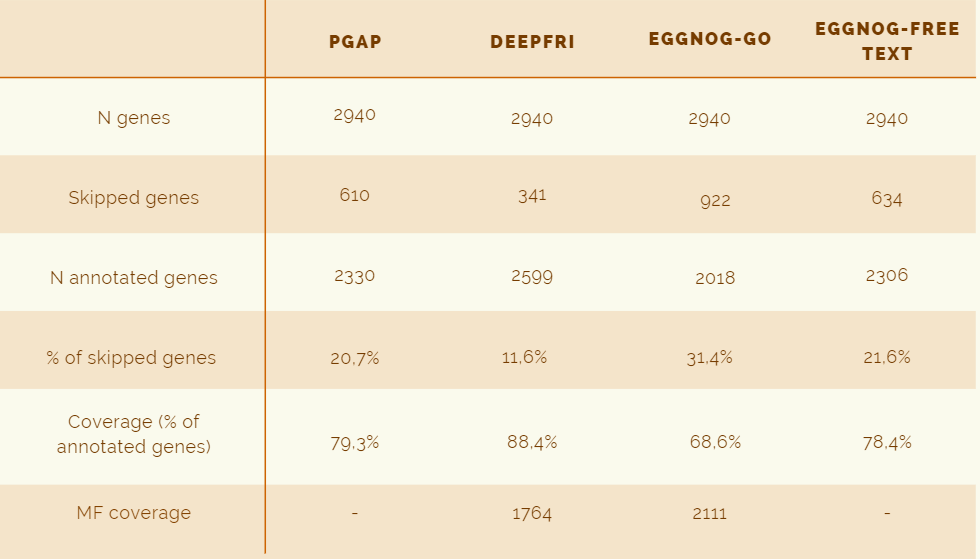 PGAP DEEPFRI EGGNOG-GO EGGNOG-FREE
TEXT
N genes 2940 2940 2940 2940
Skipped genes 610 341 922 634
N annotated genes 2330 2599 2018 2306
% of skipped genes 20,7% 11,6% 31,4% 21,6%
Coverage (% of
annotated genes) 79,3% 88,4% 68,6% 78,4%
MF coverage - 1764 2111 -